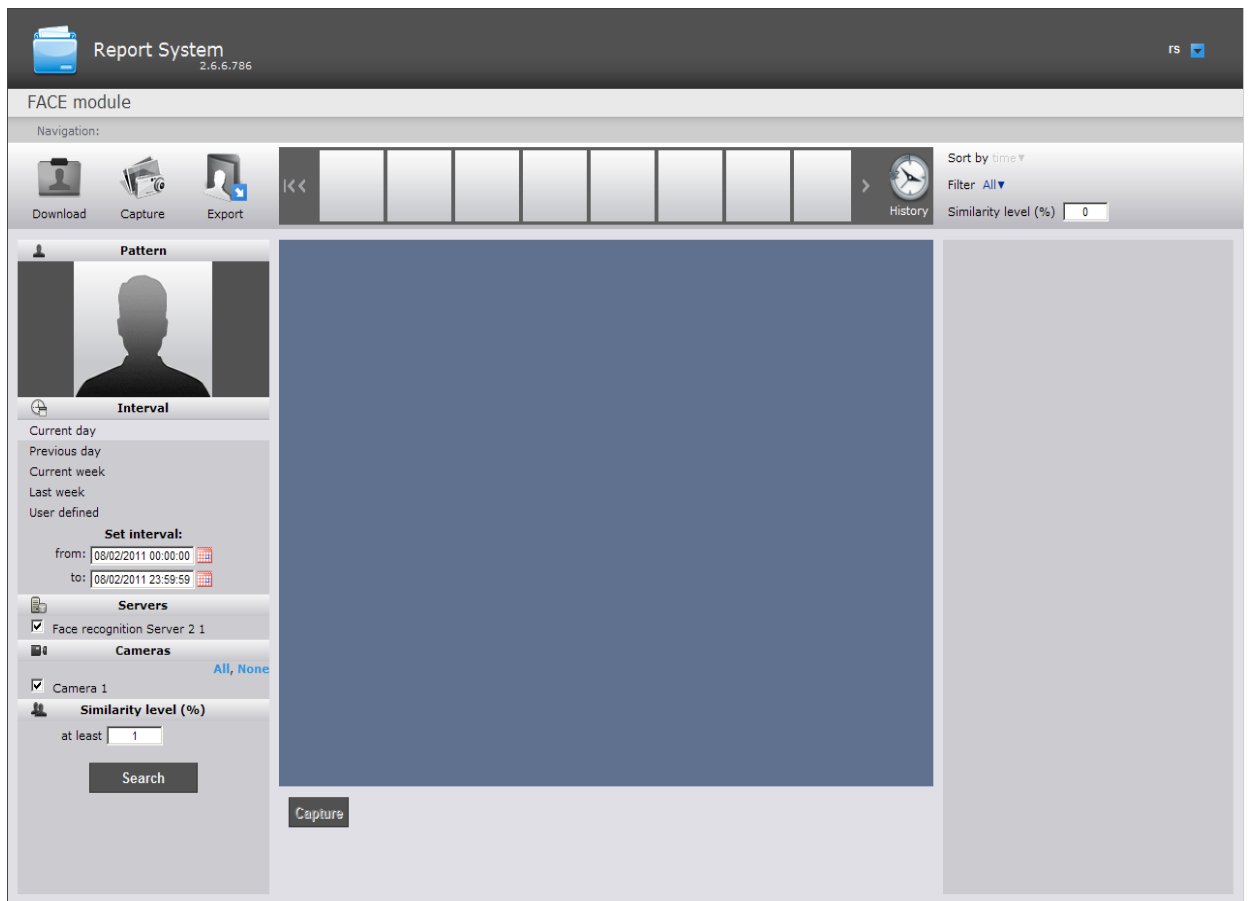 Report System
2.6.6.786
rs
FACE module
Navigation:
Download
Capture
Export
|<<
>
History
Sort by time▼
Filter All▼
Similarity level (%) 0
Pattern
Interval
Current day
Previous day
Current week
Last week
User defined
Set interval:
from: 08/02/2011 00:00:00
to: 08/02/2011 23:59:59
Servers
Face recognition Server 2 1
Cameras
All, None
Camera 1
Similarity level (%)
at least 1
Search
Capture